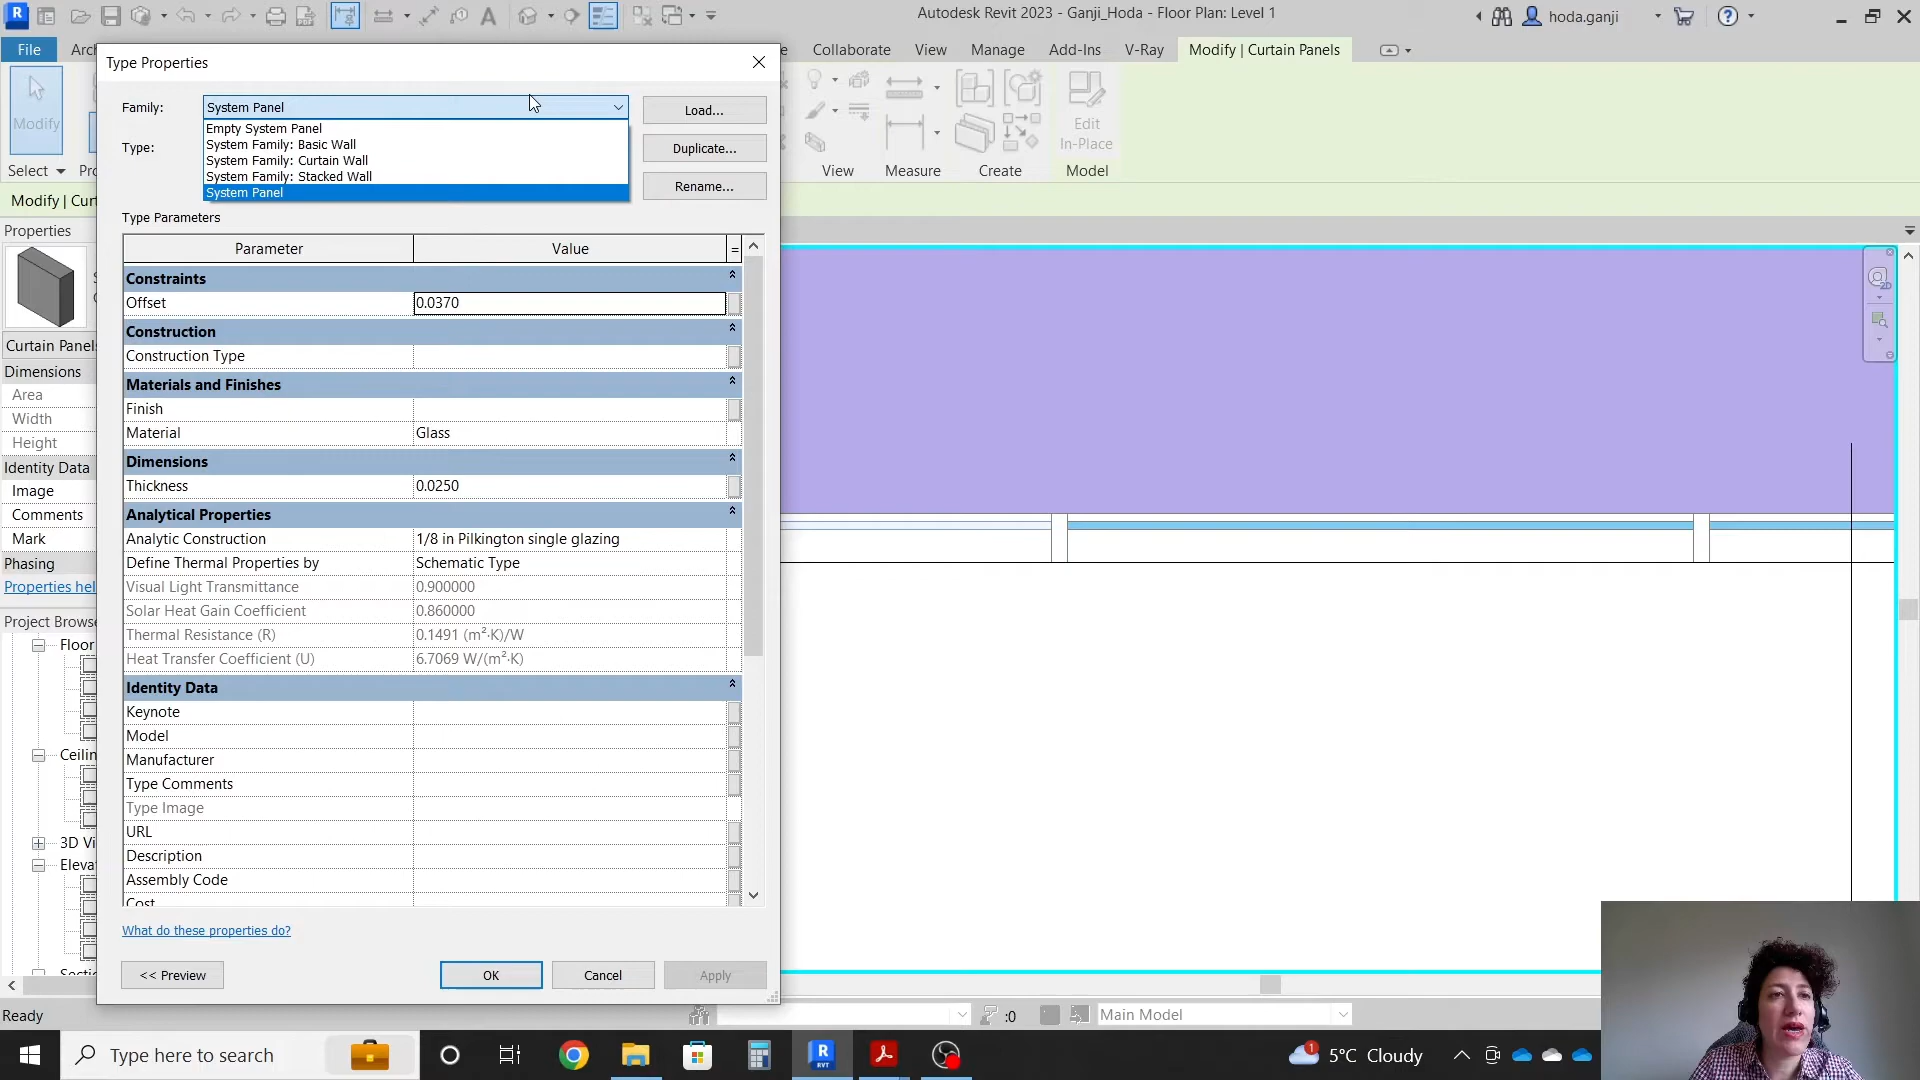 Autodesk Revit 2023 - Ganji_Hoda - Floor Plan: Level 1
hoda.ganji
File
Collaborate
View
Manage
Add-Ins
V-Ray
Modify | Curtain Panels
Modify
Select
View
Measure
Create
Edit
In-Place
Model
Type Properties
Family:
System Panel
Load...
Empty System Panel
System Family: Basic Wall
System Family: Curtain Wall
System Family: Stacked Wall
System Panel
Type:
Duplicate...
Rename...
Type Parameters
Parameter
Value
=
Constraints
Offset
0.0370
Construction
Construction Type
Materials and Finishes
Finish
Material
Glass
Dimensions
Thickness
0.0250
Analytical Properties
Analytic Construction
1/8 in Pilkington single glazing
Define Thermal Properties by
Schematic Type
Visual Light Transmittance
0.900000
Solar Heat Gain Coefficient
0.860000
Thermal Resistance (R)
0.1491 (m²·K)/W
Heat Transfer Coefficient (U)
6.7069 W/(m²·K)
Identity Data
Keynote
Model
Manufacturer
Type Comments
Type Image
URL
Description
Assembly Code
Cost
What do these properties do?
<< Preview
OK
Cancel
Apply
Modify | Curt
Properties
Curtain Panels
Dimensions
Area
Width
Height
Identity Data
Image
Comments
Mark
Phasing
Properties hel
Project Browse
Floor
Ceilin
3D Vi
Eleva
Ready
:0
Main Model
Type here to search
5°C Cloudy